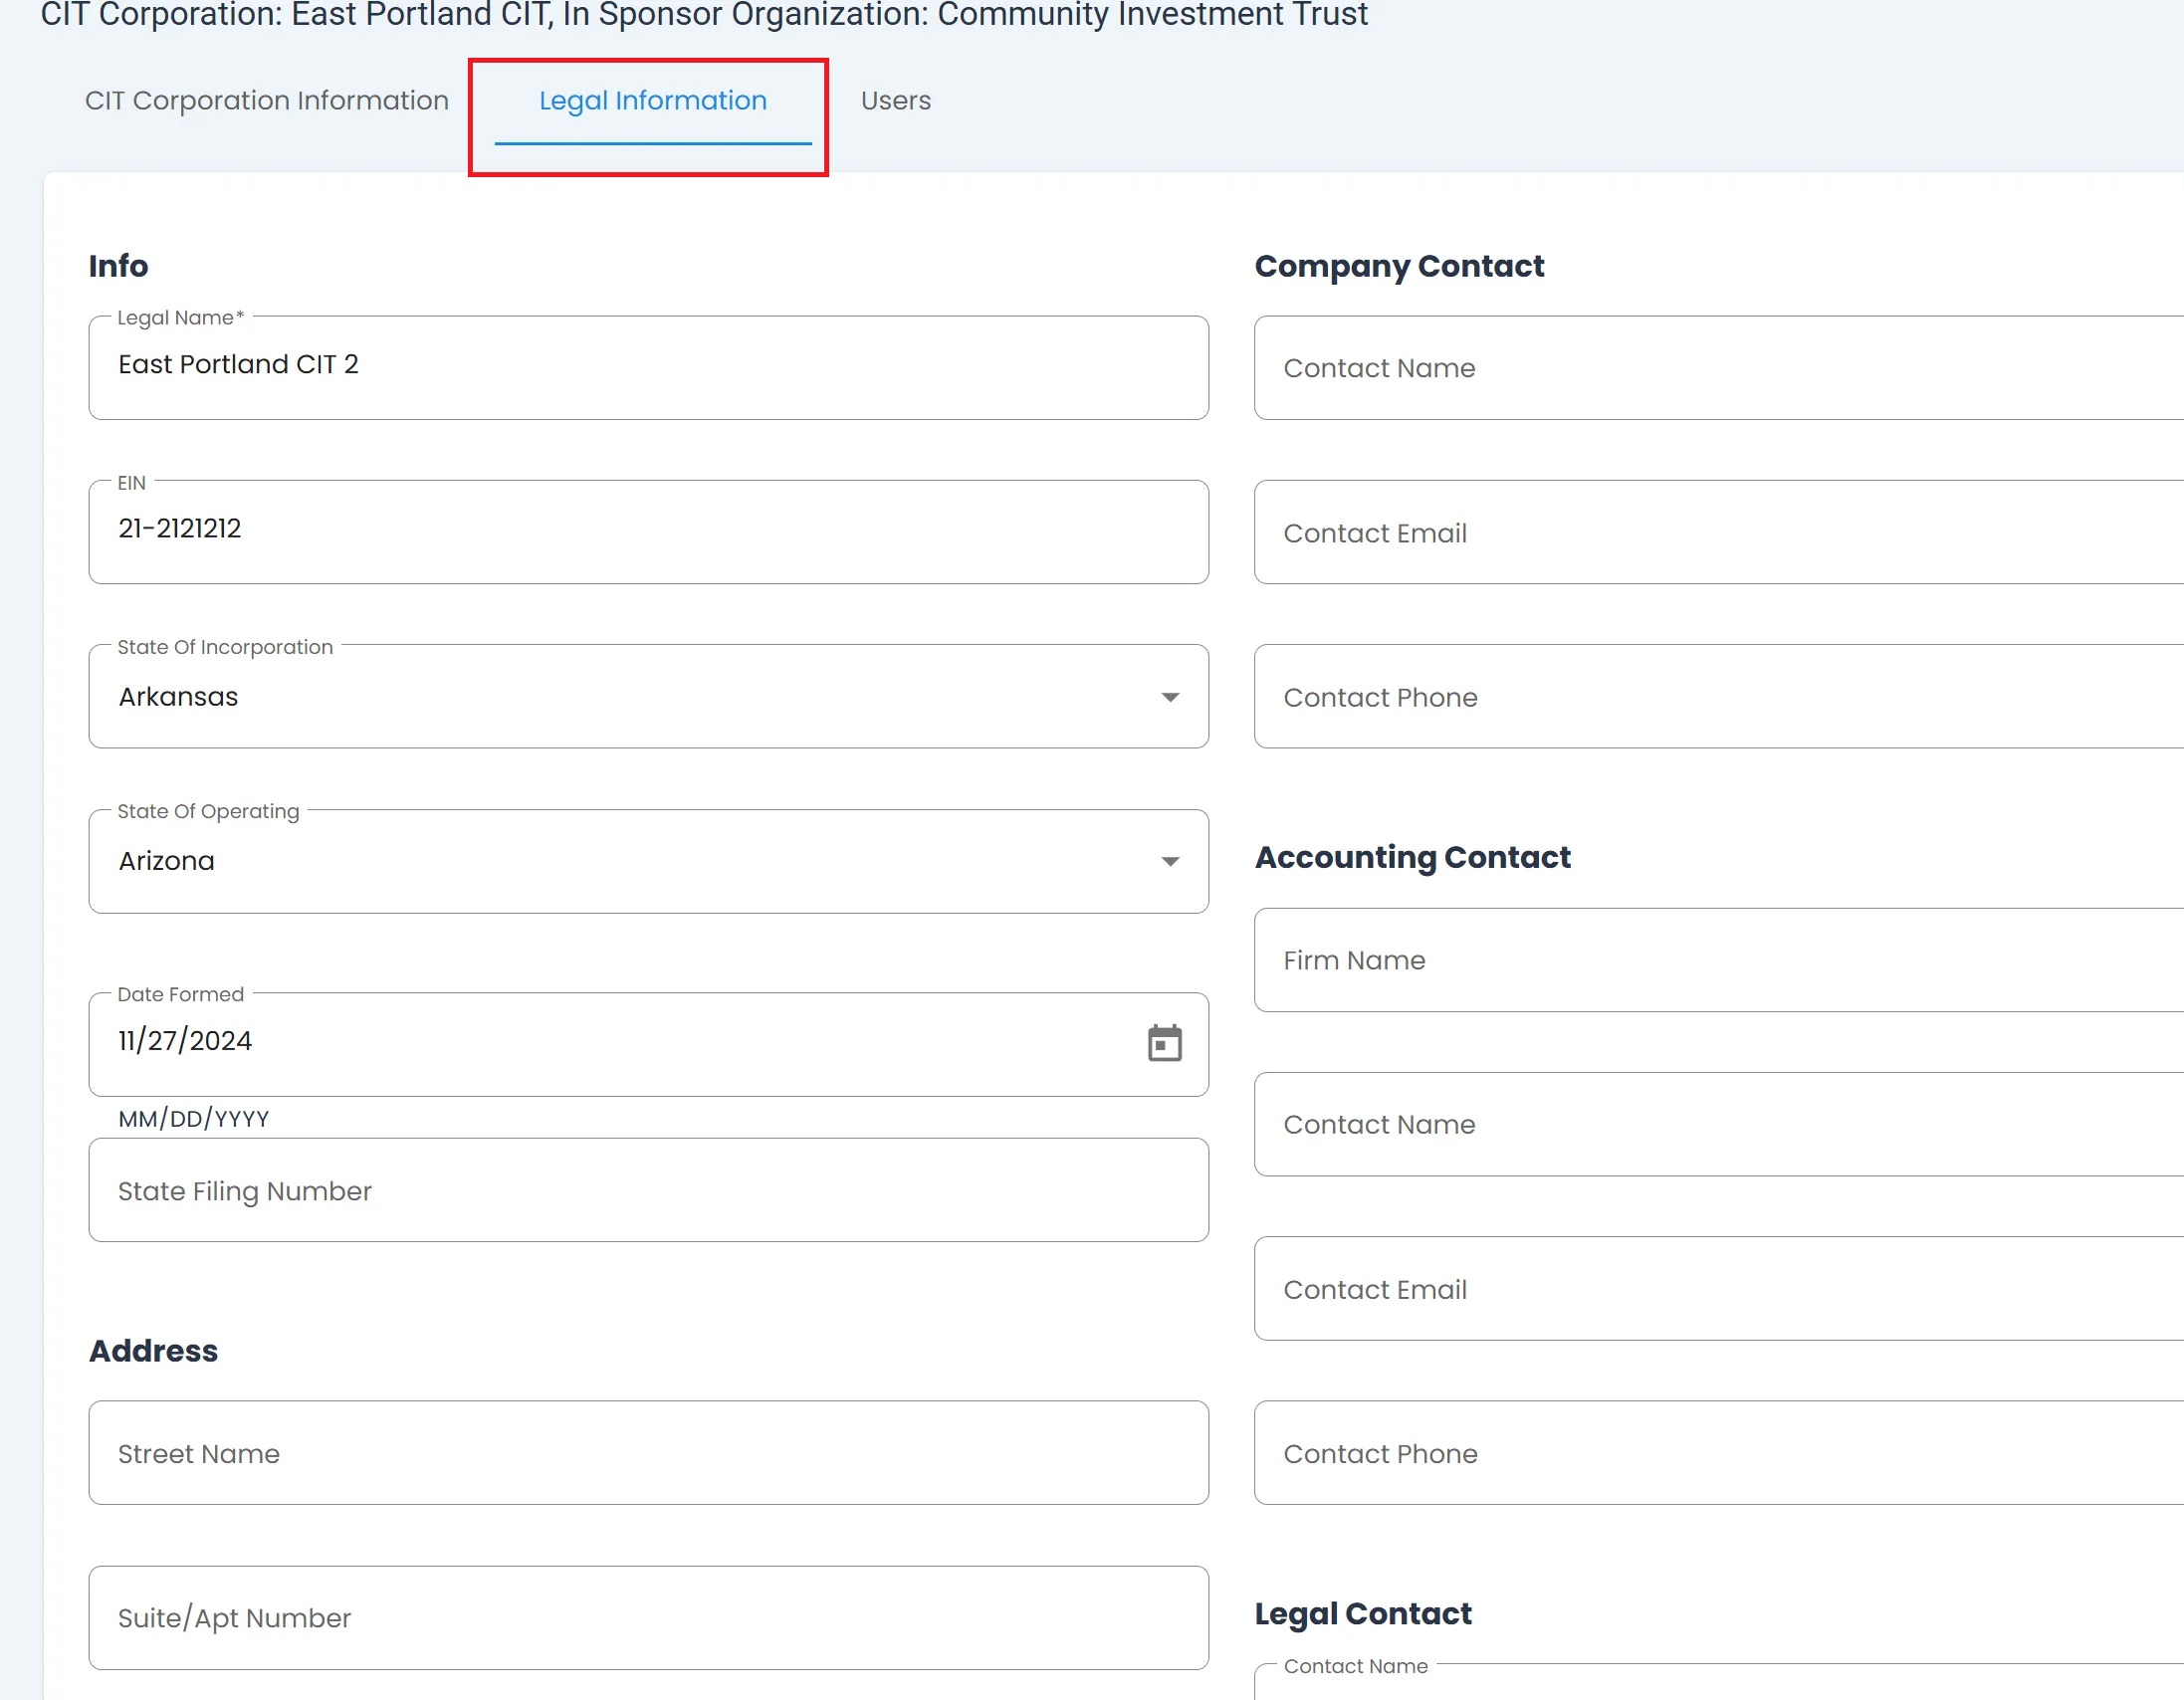 CIT Corporation: East Portland CIT, In Sponsor Organization: Community Investment Trust
CIT Corporation Information
Legal Information
Users
Info
Legal Name*
East Portland CIT 2
EIN
21-2121212
State Of Incorporation
Arkansas
State Of Operating
Arizona
Date Formed
11/27/2024
MM/DD/YYYY
State Filing Number
Address
Street Name
Suite/Apt Number
Company Contact
Contact Name
Contact Email
Contact Phone
Accounting Contact
Firm Name
Contact Name
Contact Email
Contact Phone
Legal Contact
Contact Name